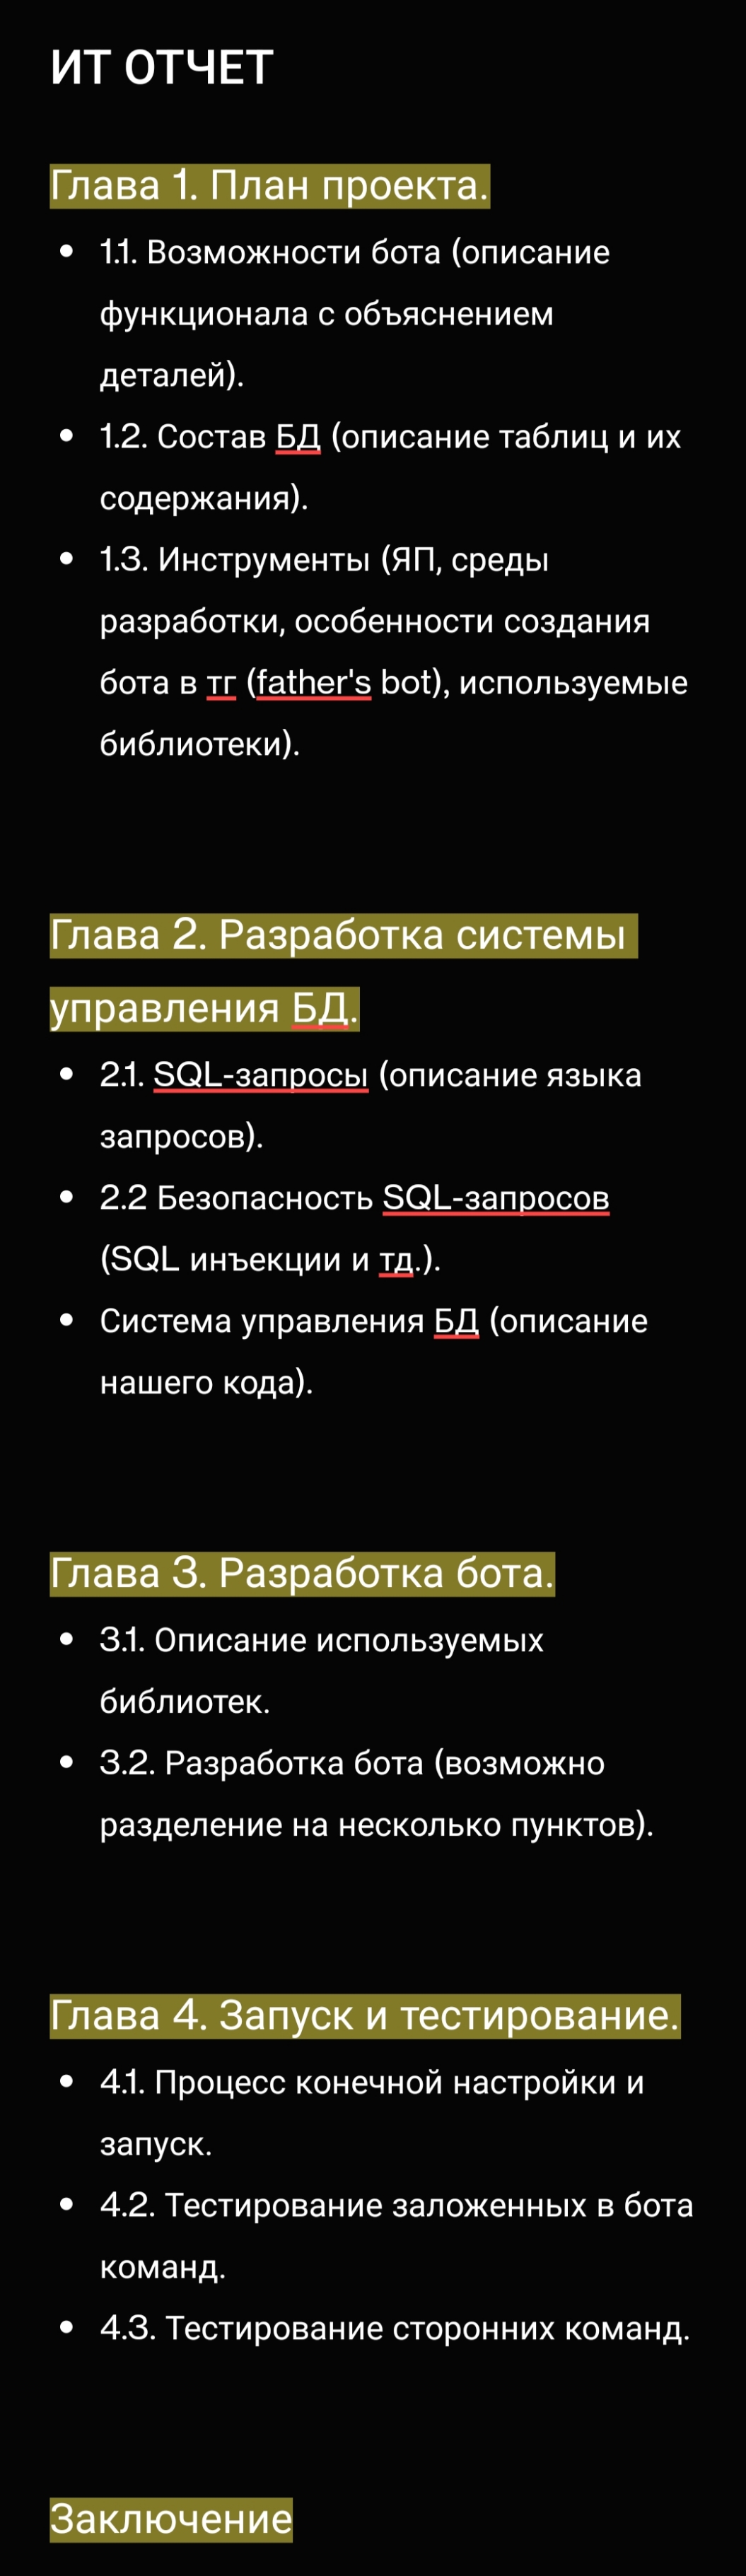 ИТ ОТЧЕТ
Глава 1. План проекта.
• 1.1. Возможности бота (описание
функционала с объяснением
деталей).
• 1.2. Состав БД (описание таблиц и их
содержания).
• 1.3. Инструменты (ЯП, среды
разработки, особенности создания
бота в тг (father's bot), используемые
библиотеки).
Глава 2. Разработка системы
управления БД.
• 2.1. SQL-запросы (описание языка
запросов).
• 2.2 Безопасность SQL-запросов
(SQL инъекции и тд.).
• Система управления БД (описание
нашего кода).
Глава 3. Разработка бота.
• 3.1. Описание используемых
библиотек.
• 3.2. Разработка бота (возможно
разделение на несколько пунктов).
Глава 4. Запуск и тестирование.
• 4.1. Процесс конечной настройки и
запуск.
• 4.2. Тестирование заложенных в бота
команд.
• 4.3. Тестирование сторонних команд.
Заключение